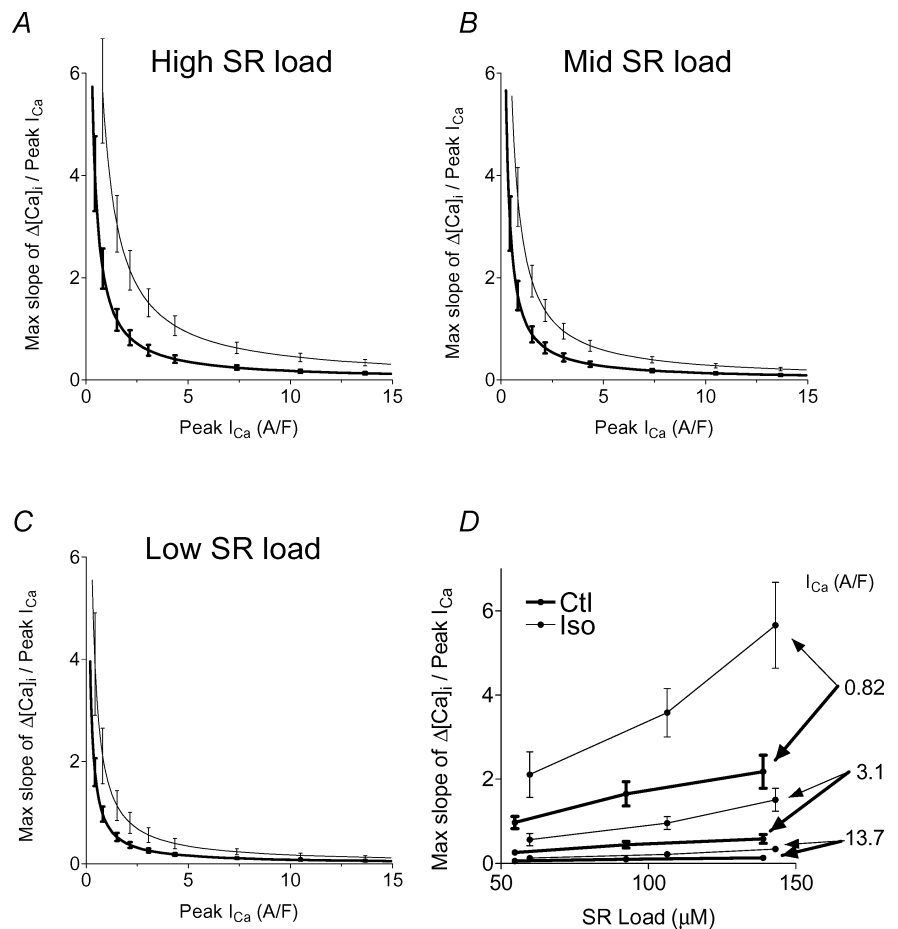 A
High SR load
6
4
2
0
0 5 10 15
Max slope of Δ[Ca]i / Peak ICa
Peak ICa (A/F)
B
Mid SR load
6
4
2
0
0 5 10 15
Max slope of Δ[Ca]i / Peak ICa
Peak ICa (A/F)
C
Low SR load
6
4
2
0
0 5 10 15
Max slope of Δ[Ca]i / Peak ICa
Peak ICa (A/F)
D
ICa (A/F)
Ctl
Iso
6
4
2
0
50 100 150
0.82
3.1
13.7
Max slope of Δ[Ca]i / Peak ICa
SR Load (μM)